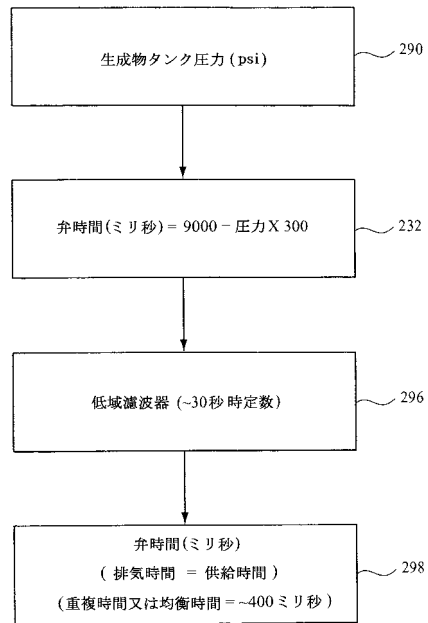 生成物タンク圧力(psi)
290
弁時間(ミリ秒)= 9000 − 圧力X 300
232
低域濾波器 (~30秒時定数)
296
弁時間(ミリ秒)
( 排気時間 = 供給時間 )
(重複時間又は均衡時間=~400ミリ秒)
298